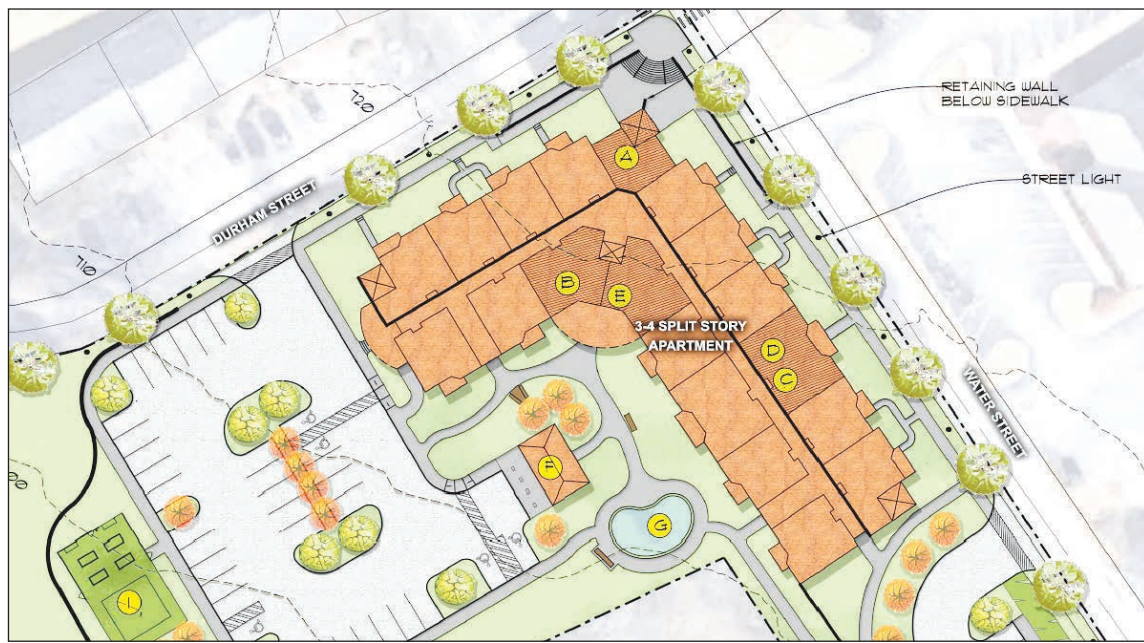 720
RETAINING WALL
BELOW SIDEWALK
A
STREET LIGHT
DURHAM STREET
710
B
E
3-4 SPLIT STORY
APARTMENT
D
C
WATER STREET
F
G